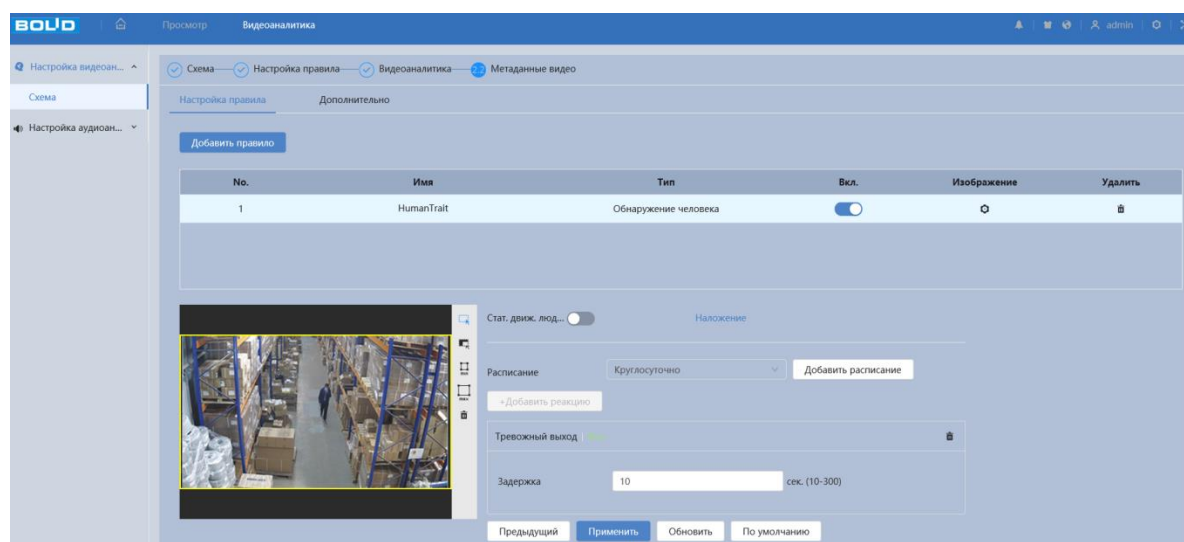 BOLID Просмотр Видеоаналитика admin
Настройка видеоан...
Схема
Настройка аудиоан...
Схема Настройка правила Видеоаналитика 2-2 Метаданные видео
Настройка правила Дополнительно
Добавить правило
No. Имя Тип Вкл. Изображение Удалить
1 HumanTrait Обнаружение человека
Стат. движ. люд... Наложение
Расписание Круглосуточно Добавить расписание
+Добавить реакцию
Тревожный выход
Задержка 10 сек. (10-300)
Предыдущий Применить Обновить По умолчанию